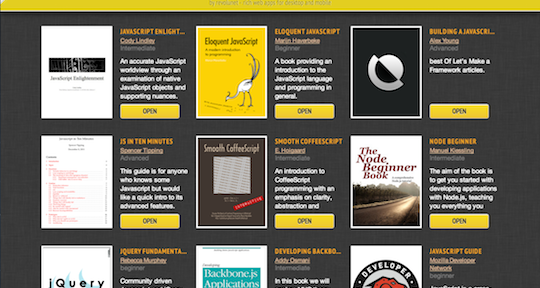 by revolunet - rich web apps for desktop and mobile
JAVASCRIPT ENLIGHT...
Cody Lindley
Intermediate
An accurate JavaScript
worldview through an
examination of native
JavaScript objects and
supporting nuances.
OPEN
JavaScript Enlightenment
ELOQUENT JAVASCRIPT
Marijn Haverbeke
Beginner
A book providing an
introduction to the
JavaScript language
and programming in
general.
OPEN
Eloquent JavaScript
A modern introduction
to programming
BUILDING A JAVASCRI...
Alex Young
Advanced
best Of Let's Make a
Framework articles.
OPEN
JS IN TEN MINUTES
Spencer Tipping
Advanced
This guide is for anyone
who knows some
Javascript but would
like a quick intro to its
advanced features.
OPEN
JavaScript in Ten Minutes
SMOOTH COFFEESCRIPT
E. Hoigaard
Intermediate
An introduction to
CoffeeScript
programming with an
emphasis on clarity,
abstraction and
OPEN
Smooth CoffeeScript
NODE BEGINNER
Manuel Kiessling
Intermediate
The aim of the book is
to get you started with
developing applications
with Node.js, teaching
you everything you
OPEN
The
Node
Beginner
Book
JQUERY FUNDAMENTA...
Rebecca Murphey
beginner
Community driven
jQuery
DEVELOPING BACKBO...
Addy Osmani
Intermediate
In this book we will
Developing
Backbone.js
Applications
JAVASCRIPT GUIDE
Mozilla Developer
Network
beginner
JavaScript is a cross
DEVELOPER